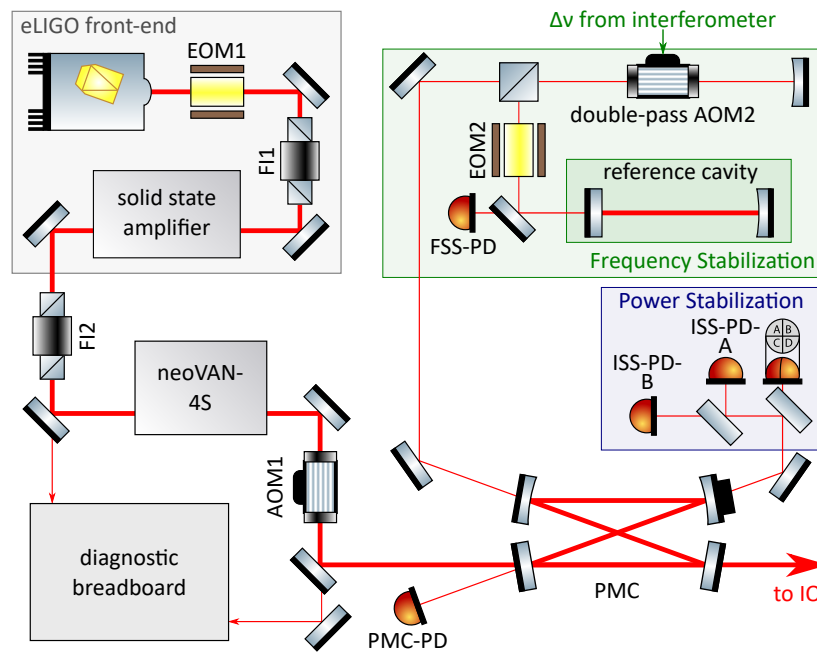 eLIGO front-end
EOM1
FI1
solid state
amplifier
FI2
neoVAN-
4S
AOM1
diagnostic
breadboard
Δν from interferometer
double-pass AOM2
EOM2
reference cavity
FSS-PD
Frequency Stabilization
Power Stabilization
ISS-PD-
A
A B
C D
ISS-PD-
B
PMC
PMC-PD
to IO